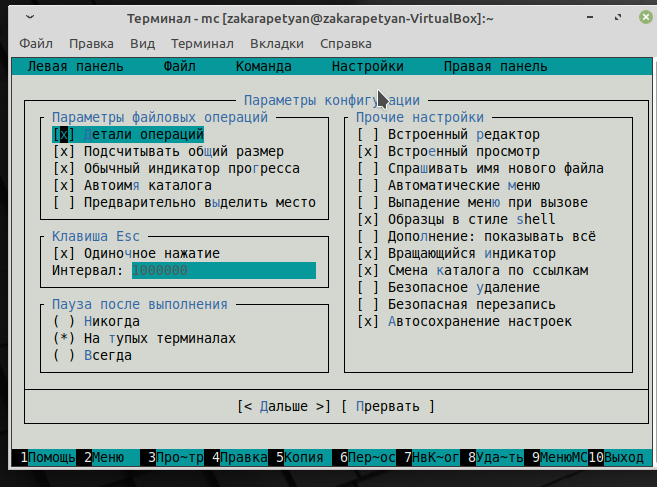 Терминал - mc [zakarapetyan@zakarapetyan-VirtualBox]:~
Файл Правка Вид Терминал Вкладки Справка
Левая панель Файл Команда Настройки Правая панель
Параметры конфигурации
Параметры файловых операций
[x] Детали операций
[x] Подсчитывать общий размер
[x] Обычный индикатор прогресса
[x] Автоимя каталога
[ ] Предварительно выделить место
Клавиша Esc
[x] Одиночное нажатие
Интервал: 1000000
Пауза после выполнения
( ) Никогда
(*) На тупых терминалах
( ) Всегда
Прочие настройки
[ ] Встроенный редактор
[x] Встроенный просмотр
[ ] Спрашивать имя нового файла
[ ] Автоматические меню
[ ] Выпадение меню при вызове
[x] Образцы в стиле shell
[ ] Дополнение: показывать всё
[x] Вращающийся индикатор
[x] Смена каталога по ссылкам
[ ] Безопасное удаление
[ ] Безопасная перезапись
[x] Автосохранение настроек
[< Дальше >] [ Прервать ]
1Помощь 2Меню 3Про~тр 4Правка 5Копия 6Пер~ос 7НвК~ог 8Уда~ть 9МенюMC 10Выход